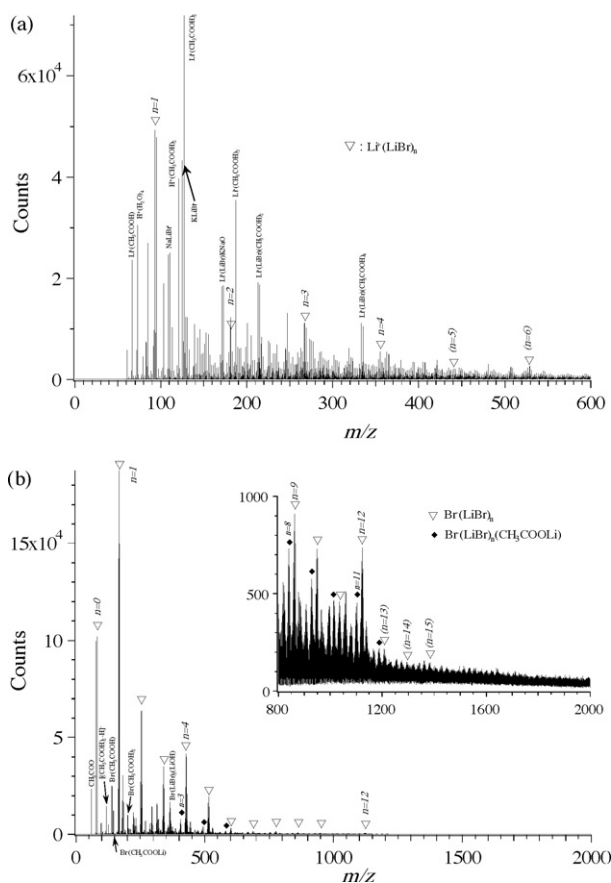 (a)
6x10⁴
4
2
0
Counts
Li⁺(CH₃COOH)
H⁺(H₂O)₄
n=1
NaLiBr⁺
H⁺(CH₃COOH)₂
Li⁺(CH₃COOH)₂
KLiBr⁺
Li⁺(LiBr)KNaO
n=2
Li⁺(CH₃COOH)₃
Li⁺(LiBr)(CH₃COOH)₂
n=3
Li⁺(LiBr)(CH₃COOH)₄
n=4
(n=5)
(n=6)
▽ : Li⁺(LiBr)ₙ
0 100 200 300 400 500 600
m/z
(b)
15x10⁴
10
5
0
Counts
CH₃COO⁻
n=0
[(CH₃COOH)₂-H]⁻
Br⁻(CH₃COOH)
Br⁻(CH₃COOLi)
n=1
Br⁻(CH₃COOH)₂
Br⁻(LiBr)₃(LiOH)
n=3
n=4
n=12
0 500 1000 1500 2000
m/z
1000
500
0
n=8
n=9
n=11
n=12
(n=13)
(n=14)
(n=15)
▽ Br⁻(LiBr)ₙ
◆ Br⁻(LiBr)ₙ(CH₃COOLi)
800 1200 1600 2000